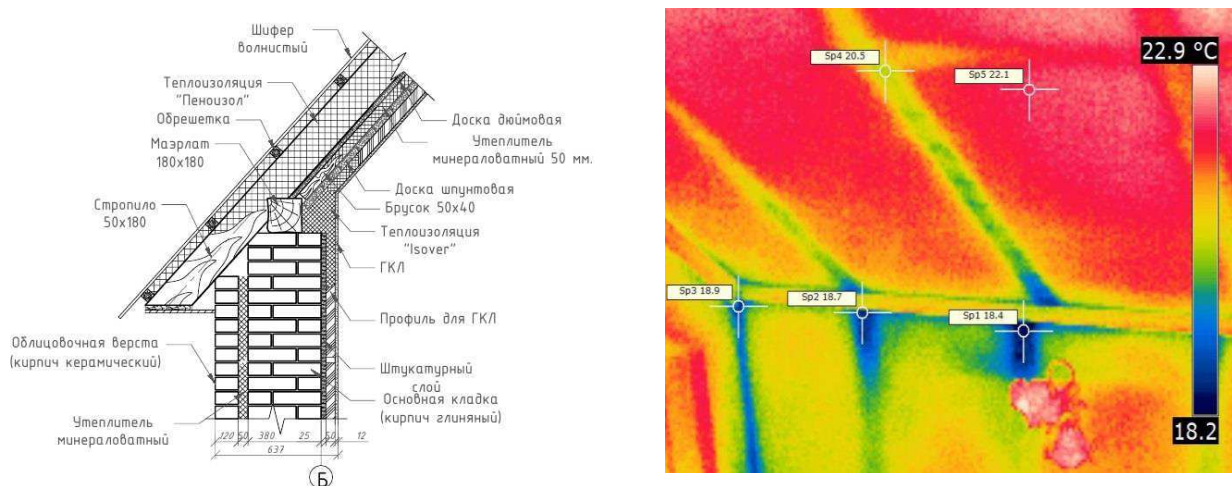 Шифер
волнистый
Теплоизоляция
"Пеноизол"
Обрешетка
Маэрлат
180х180
Стропило
50х180
Облицовочная верста
(кирпич керамический)
Утеплитель
минераловатный
Доска дюймовая
Утеплитель
минераловатный 50 мм.
Доска шпунтовая
Брусок 50х40
Теплоизоляция
"Isover"
ГКЛ
Профиль для ГКЛ
Штукатурный
слой
Основная кладка
(кирпич глиняный)
120 50 380 25 50 12
637
Б
22.9 °C
Sp4 20.5
Sp5 22.1
Sp3 18.9
Sp2 18.7
Sp1 18.4
18.2